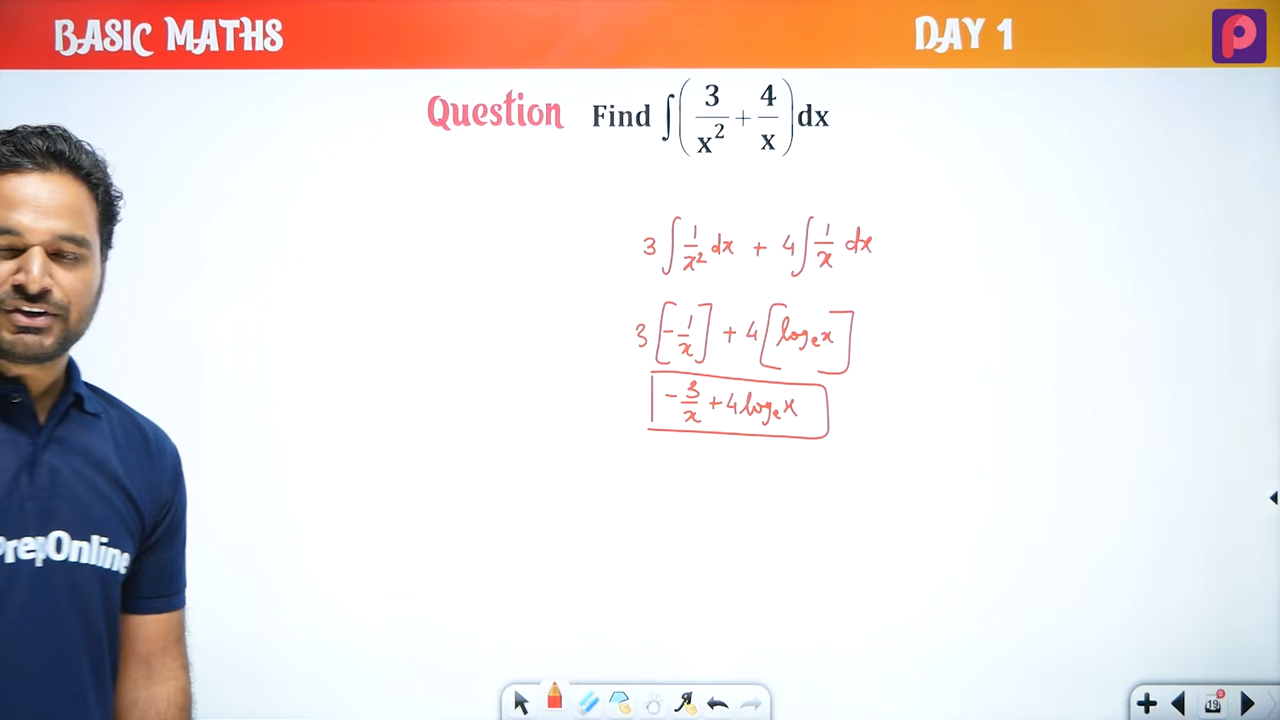 BASIC MATHS DAY 1
Question Find ∫(3/x² + 4/x)dx
3∫1/x² dx + 4∫1/x dx
3[-1/x] + 4[logₑx]
-3/x + 4logₑx
PrepOnline
19